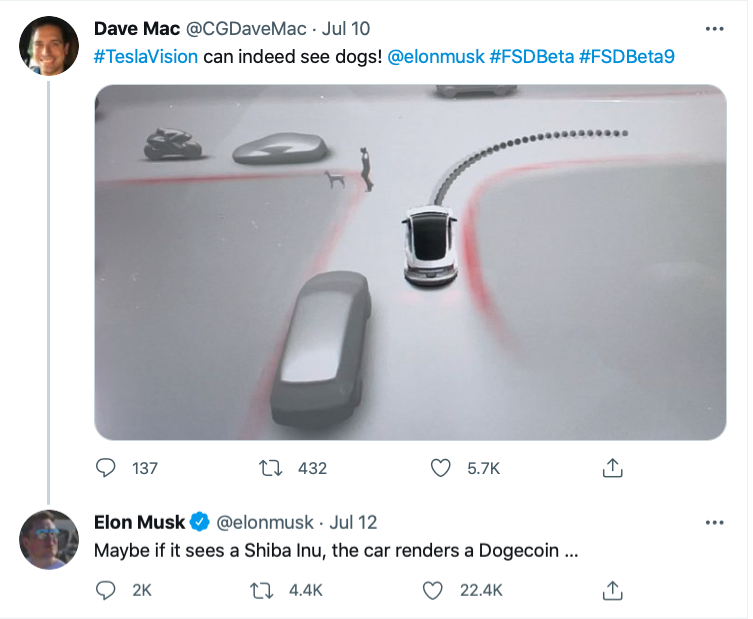 Dave Mac @CGDaveMac · Jul 10
#TeslaVision can indeed see dogs! @elonmusk #FSDBeta #FSDBeta9
137 432 5.7K
Elon Musk @elonmusk · Jul 12
Maybe if it sees a Shiba Inu, the car renders a Dogecoin ...
2K 4.4K 22.4K